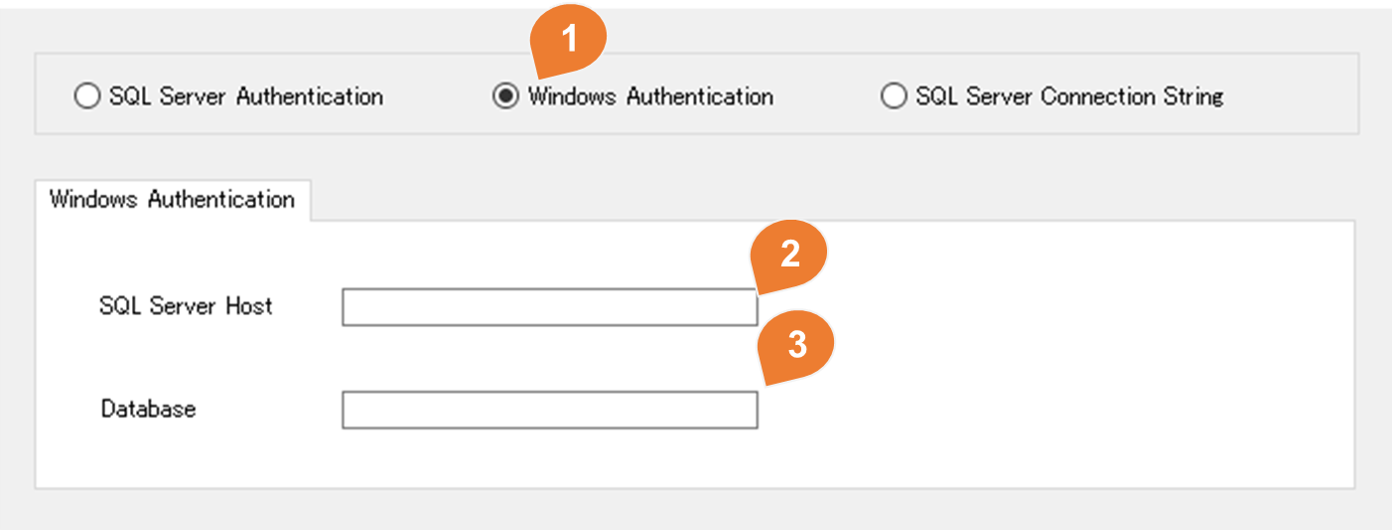 1
SQL Server Authentication Windows Authentication SQL Server Connection String
Windows Authentication
2
SQL Server Host
3
Database